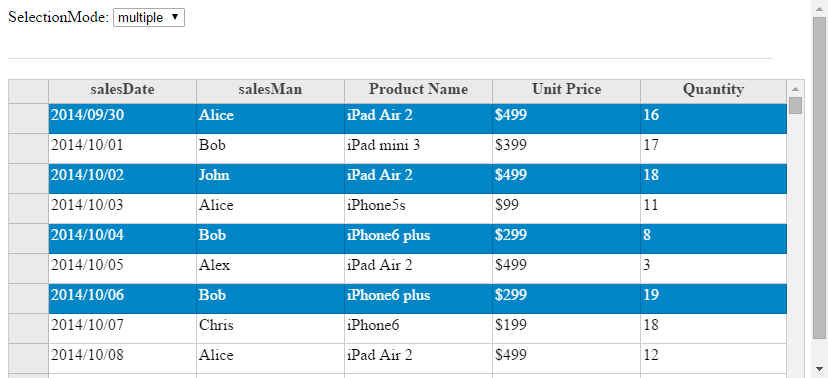 SelectionMode: multiple
salesDate salesMan Product Name Unit Price Quantity
2014/09/30 Alice iPad Air 2 $499 16
2014/10/01 Bob iPad mini 3 $399 17
2014/10/02 John iPad Air 2 $499 18
2014/10/03 Alice iPhone5s $99 11
2014/10/04 Bob iPhone6 plus $299 8
2014/10/05 Alex iPad Air 2 $499 3
2014/10/06 Bob iPhone6 plus $299 19
2014/10/07 Chris iPhone6 $199 18
2014/10/08 Alice iPad Air 2 $499 12